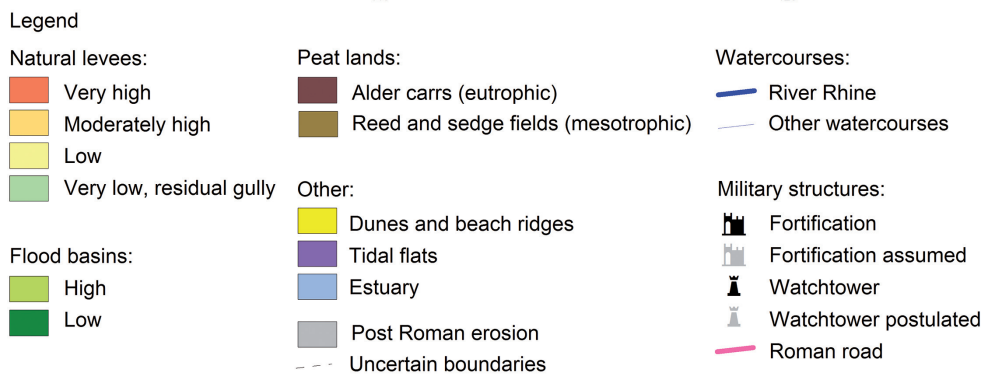 Legend
Natural levees:
Very high
Moderately high
Low
Very low, residual gully
Flood basins:
High
Low
Peat lands:
Alder carrs (eutrophic)
Reed and sedge fields (mesotrophic)
Other:
Dunes and beach ridges
Tidal flats
Estuary
Post Roman erosion
Uncertain boundaries
Watercourses:
River Rhine
Other watercourses
Military structures:
Fortification
Fortification assumed
Watchtower
Watchtower postulated
Roman road